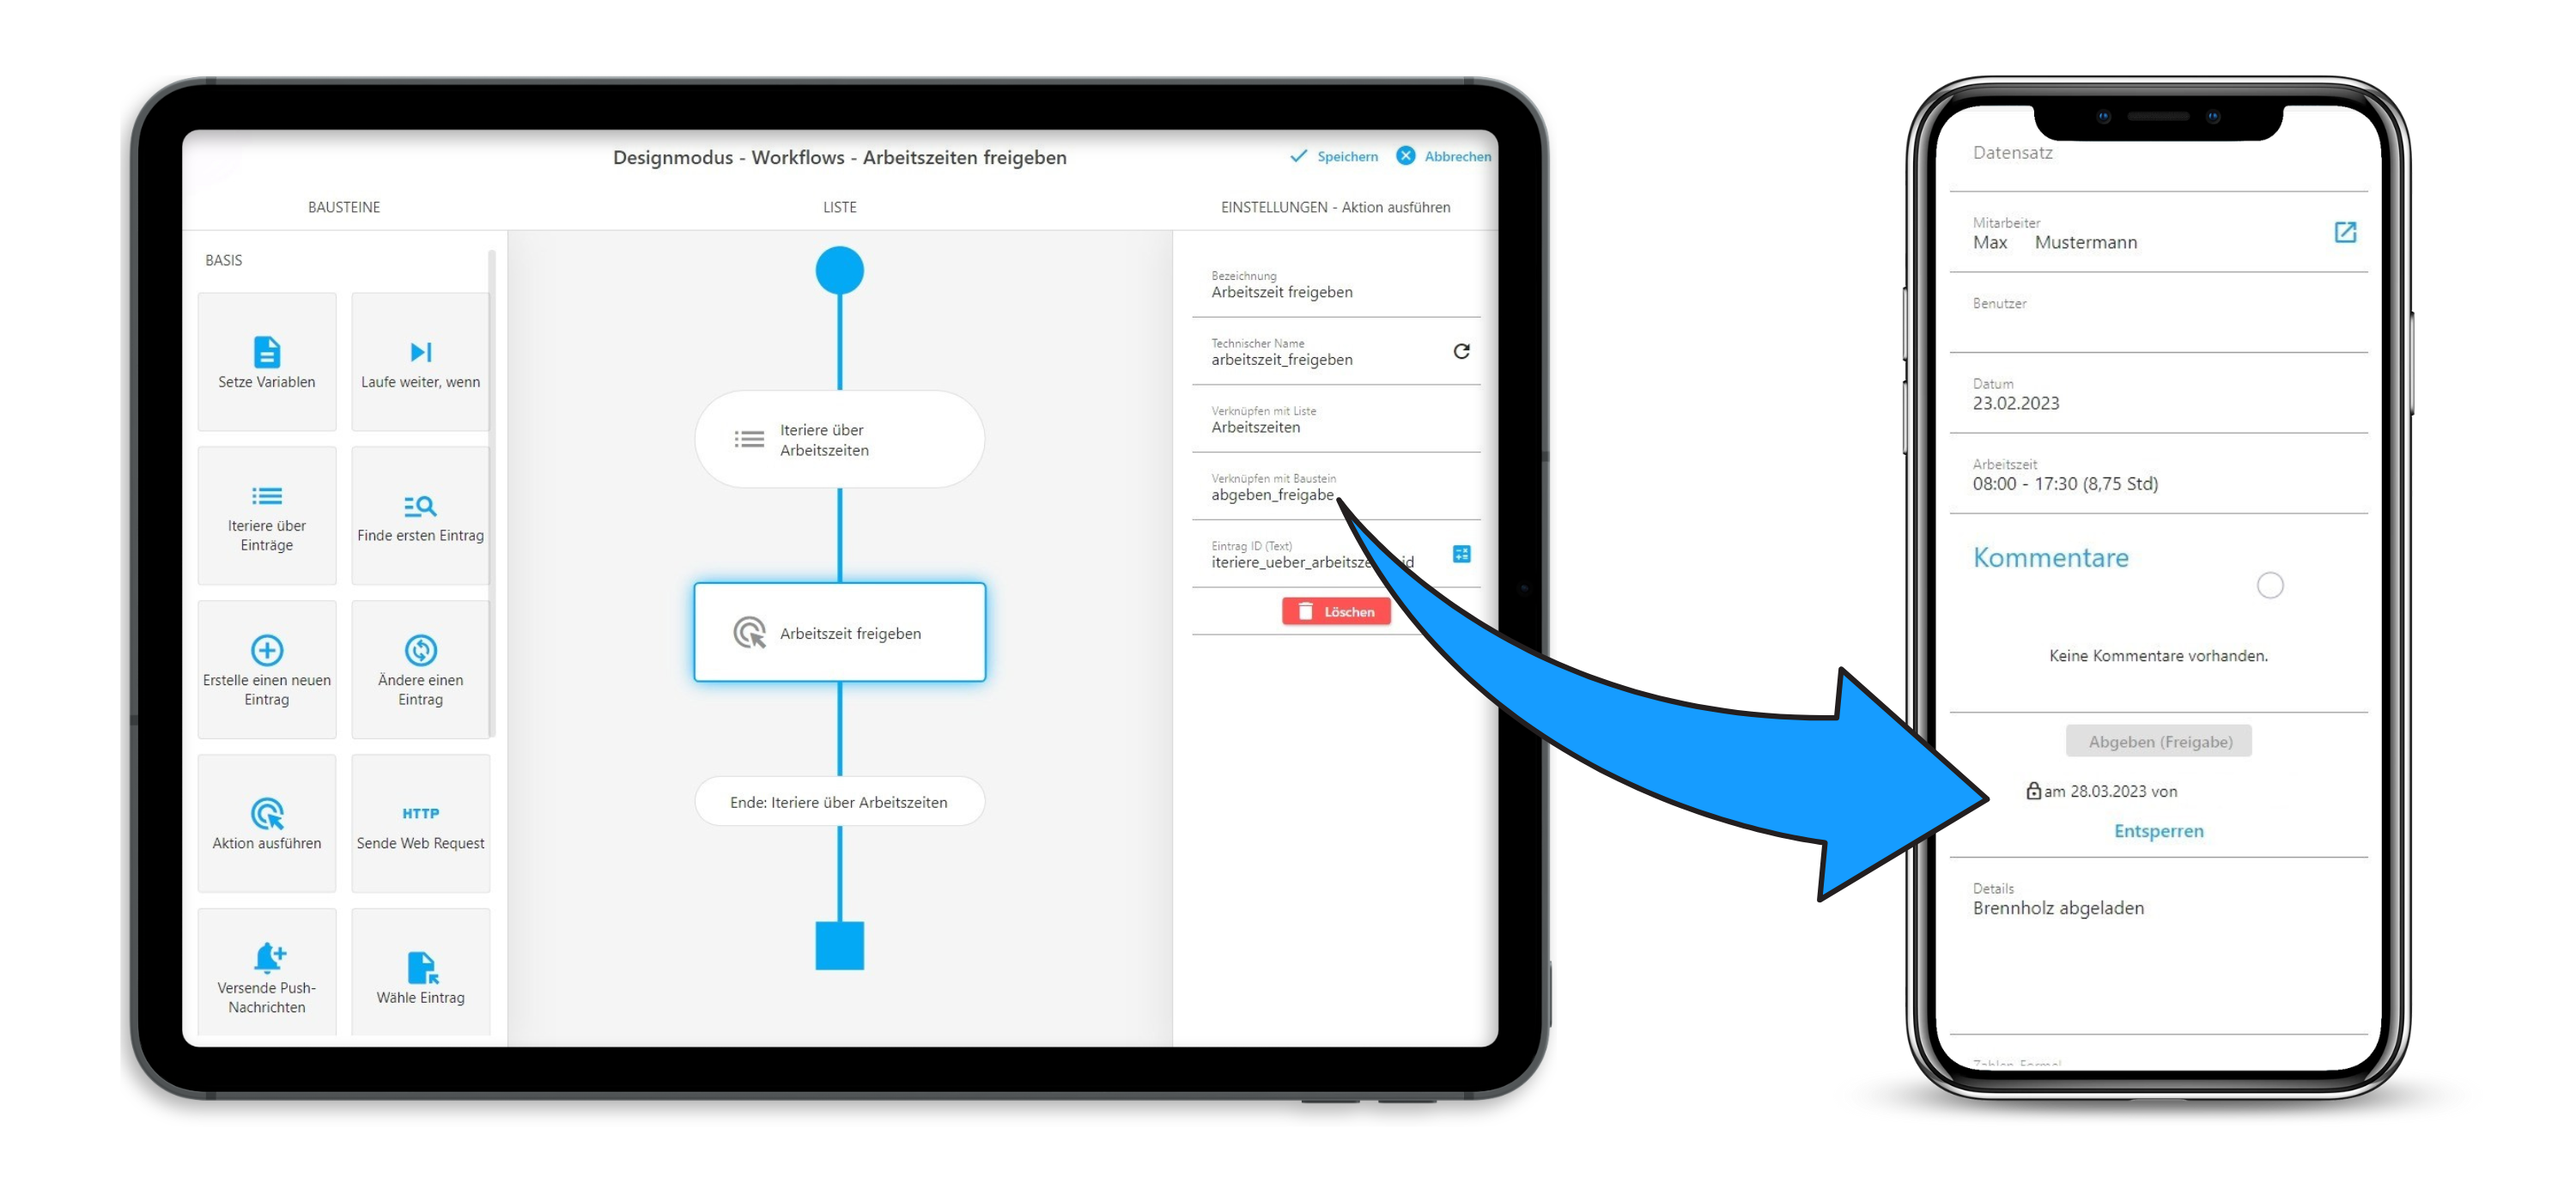 Designmodus - Workflows - Arbeitszeiten freigeben
Speichern
Abbrechen
BAUSTEINE
LISTE
EINSTELLUNGEN - Aktion ausführen
BASIS
Setze Variablen
Laufe weiter, wenn
Iteriere über
Einträge
Finde ersten Eintrag
Erstelle einen neuen
Eintrag
Ändere einen
Eintrag
Aktion ausführen
HTTP
Sende Web Request
Versende Push-
Nachrichten
Wähle Eintrag
Iteriere über
Arbeitszeiten
Arbeitszeit freigeben
Ende: Iteriere über Arbeitszeiten
Bezeichnung
Arbeitszeit freigeben
Technischer Name
arbeitszeit_freigeben
Verknüpfen mit Liste
Arbeitszeiten
Verknüpfen mit Baustein
abgeben_freigabe
Eintrag ID (Text)
Löschen
Datensatz
Mitarbeiter
Max Mustermann
Benutzer
Datum
23.02.2023
Arbeitszeit
08:00 - 17:30 (8,75 Std)
Kommentare
Keine Kommentare vorhanden.
Abgeben (Freigabe)
am 28.03.2023 von
Entsperren
Details
Brennholz abgeladen